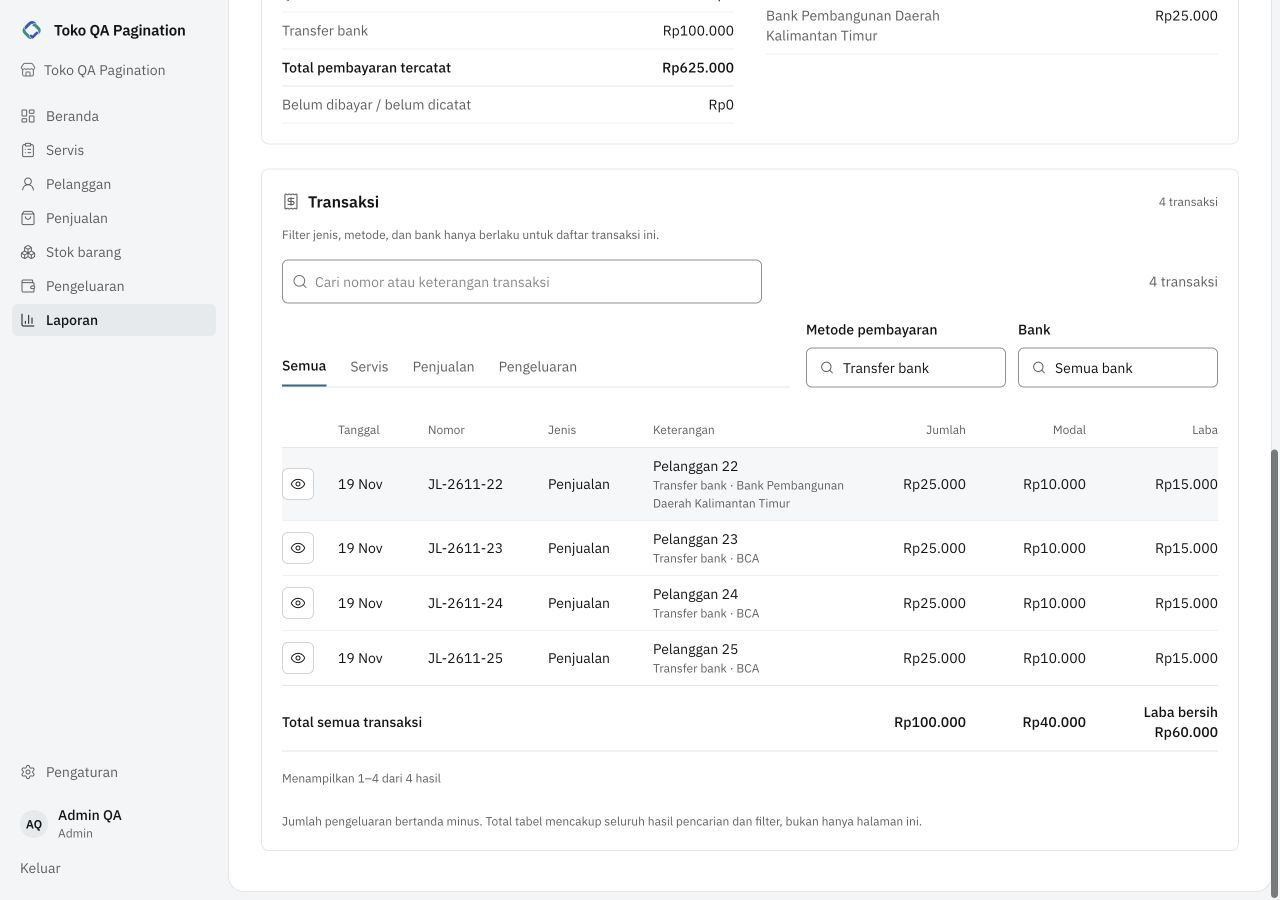 Toko QA Pagination
Toko QA Pagination
Beranda
Servis
Pelanggan
Penjualan
Stok barang
Pengeluaran
Laporan
Pengaturan
AQ
Admin QA
Admin
Keluar
Transfer bank Rp100.000
Total pembayaran tercatat Rp625.000
Belum dibayar / belum dicatat Rp0
Bank Pembangunan Daerah Rp25.000
Kalimantan Timur
Transaksi 4 transaksi
Filter jenis, metode, dan bank hanya berlaku untuk daftar transaksi ini.
Cari nomor atau keterangan transaksi 4 transaksi
Metode pembayaran Bank
Semua Servis Penjualan Pengeluaran Transfer bank Semua bank
Tanggal Nomor Jenis Keterangan Jumlah Modal Laba
Pelanggan 22
19 Nov JL-2611-22 Penjualan Transfer bank · Bank Pembangunan Rp25.000 Rp10.000 Rp15.000
Daerah Kalimantan Timur
Pelanggan 23
19 Nov JL-2611-23 Penjualan Rp25.000 Rp10.000 Rp15.000
Transfer bank · BCA
Pelanggan 24
19 Nov JL-2611-24 Penjualan Rp25.000 Rp10.000 Rp15.000
Transfer bank · BCA
Pelanggan 25
19 Nov JL-2611-25 Penjualan Rp25.000 Rp10.000 Rp15.000
Transfer bank · BCA
Laba bersih
Total semua transaksi Rp100.000 Rp40.000
Rp60.000
Menampilkan 1–4 dari 4 hasil
Jumlah pengeluaran bertanda minus. Total tabel mencakup seluruh hasil pencarian dan filter, bukan hanya halaman ini.